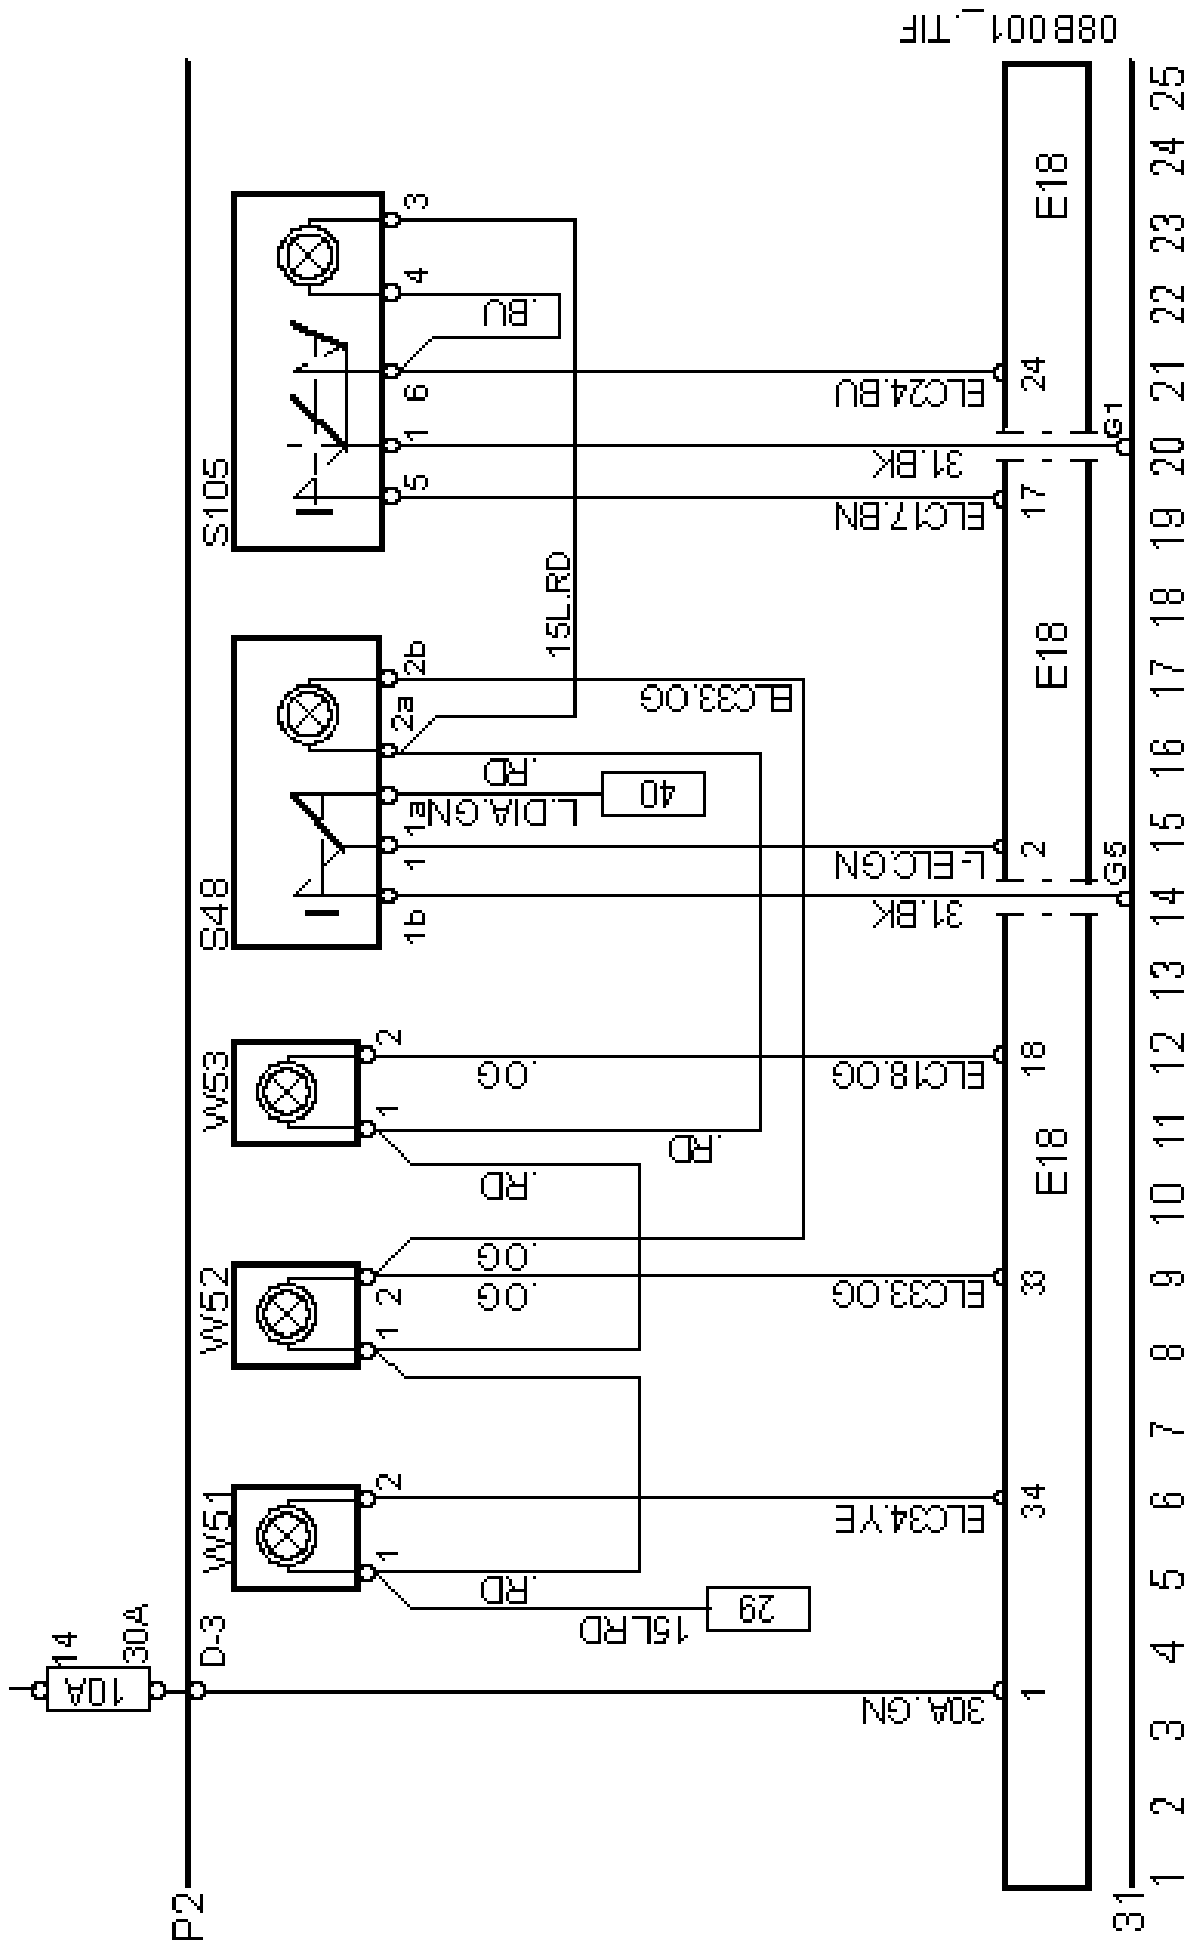 08B001_.TIF
P2
14
10A
30A
D-3
W51
1
2
W52
1
2
W53
1
2
S48
1b
1
1a
2a
2b
S105
5
1
6
4
3
.RD
15LRD
29
.OG
.OG
.RD
.RD
.OG
L.DIA.GN
.RD
40
ELC33.OG
15L.RD
.BU
30A.GN
ELC34.YE
ELC33.OG
ELC18.OG
31.BK
L-ELC.GN
ELC17.BN
31.BK
ELC24.BU
1
34
33
18
2
17
24
E18
E18
E18
G5
G1
31
1 2 3 4 5 6 7 8 9 10 11 12 13 14 15 16 17 18 19 20 21 22 23 24 25